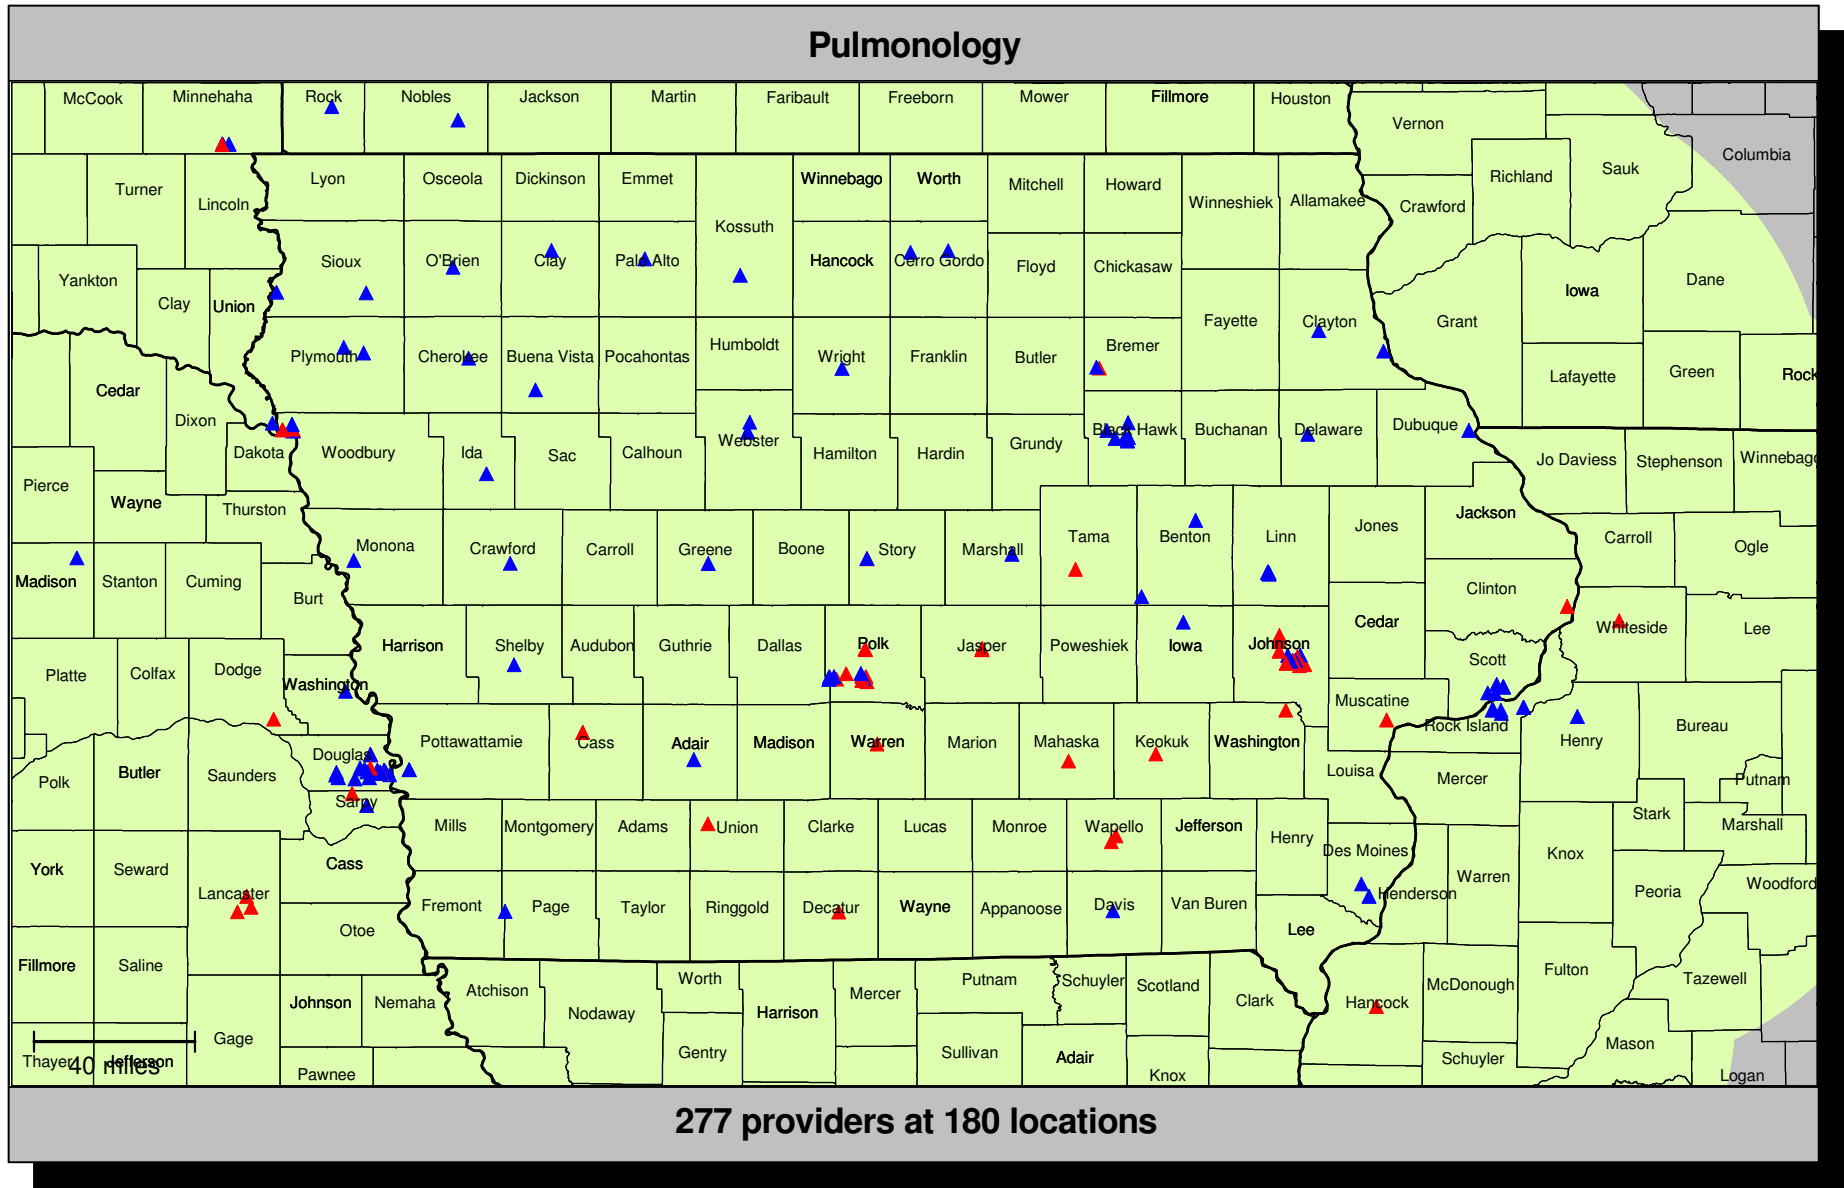 Pulmonology
McCook Minnehaha Rock Nobles Jackson Martin Faribault Freeborn Mower Fillmore Houston
Vernon
Columbia
Sauk
Richland
Turner Lyon Osceola Dickinson Emmet Winnebago Worth Mitchell Howard
Lincoln Winneshiek Allamakee Crawford
Kossuth
Yankton Sioux O'Brien Clay Palo Alto Hancock Cerro Gordo Floyd Chickasaw Dane
Clay Union Iowa
Fayette Clayton Grant
Plymouth Cherokee Buena Vista Pocahontas Humboldt Wright Franklin Butler Bremer
Lafayette Green Rock
Cedar
Dixon
Dakota Woodbury Ida Sac Calhoun Webster Hamilton Hardin Grundy Black Hawk Buchanan Delaware Dubuque
Jo Daviess Stephenson Winnebago
Pierce
Wayne Thurston Jackson
Monona Crawford Carroll Greene Boone Story Marshall Tama Benton Linn Jones Carroll Ogle
Madison Stanton Cuming Burt Clinton
Harrison Shelby Audubon Guthrie Dallas Polk Jasper Poweshiek Iowa Johnson Cedar Whiteside Lee
Platte Colfax Dodge Scott
Washington Muscatine
Rock Island Bureau
Pottawattamie Cass Adair Madison Warren Marion Mahaska Keokuk Washington Henry
Douglas
Polk Butler Saunders Louisa Mercer Putnam
Sarpy
Mills Montgomery Adams Union Clarke Lucas Monroe Wapello Jefferson Henry Stark Marshall
Des Moines Knox
York Seward Cass Warren Woodford
Lancaster Henderson Peoria
Fremont Page Taylor Ringgold Decatur Wayne Appanoose Davis Van Buren
Otoe Lee
Fillmore Saline Fulton Tazewell
Worth Putnam Schuyler Scotland McDonough
Johnson Nemaha Atchison Nodaway Harrison Mercer Clark Hancock
Gage Gentry Sullivan Adair Schuyler Mason
Thayer Jefferson
40 miles
Pawnee Knox Logan
277 providers at 180 locations